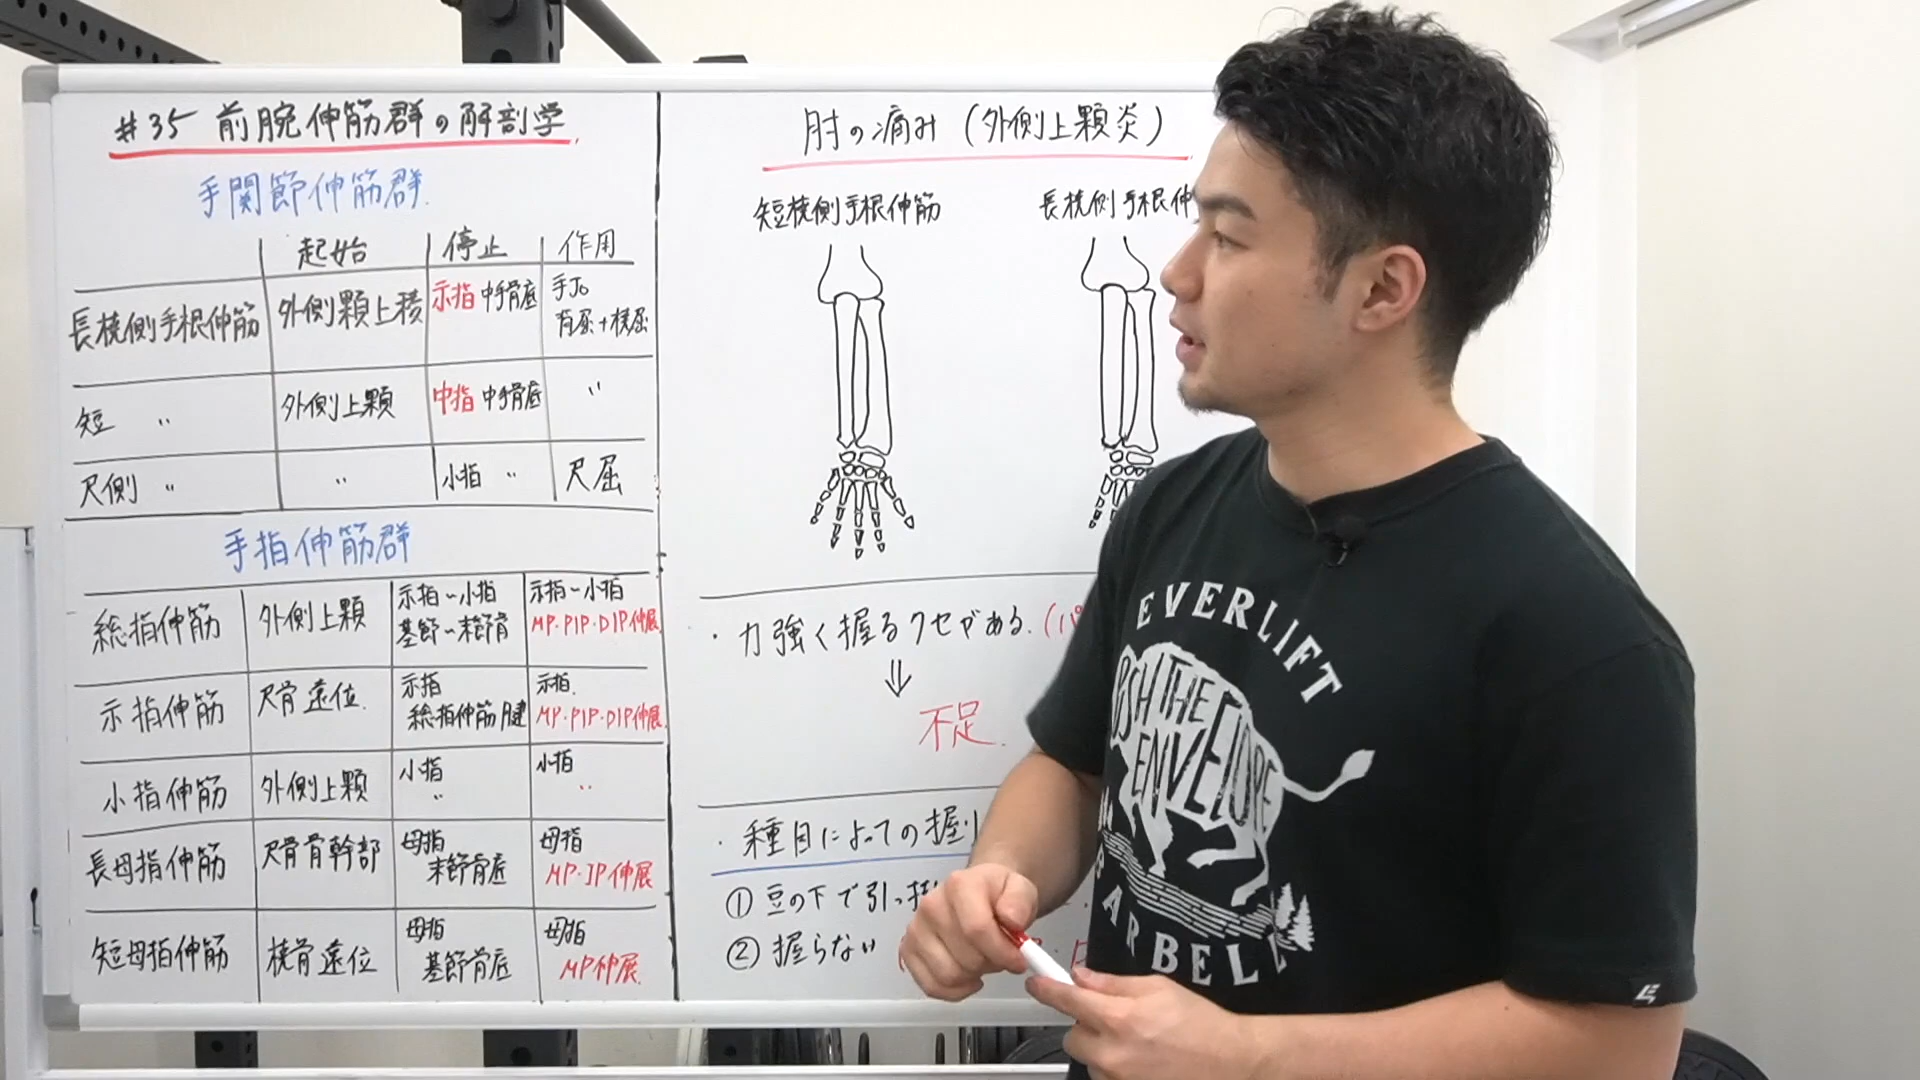 #35 前腕伸筋群の解剖学
手関節伸筋群.
起始 停止 作用
長橈側手根伸筋 外側顆上稜 示指 中手骨底 手Jo 背屈+橈屈
短 〃 外側上顆 中指 中手骨底 〃
尺側 〃 〃 小指 〃 尺屈
手指伸筋群
総指伸筋 外側上顆 示指〜小指 基節〜末節骨 示指〜小指 MP・PIP・DIP伸展
示指伸筋 尺骨遠位. 示指 総指伸筋腱 示指. MP・PIP・DIP伸展.
小指伸筋 外側上顆 小指 〃 小指 〃
長母指伸筋 尺骨骨幹部 母指 末節骨底 母指 MP・IP伸展
短母指伸筋 橈骨遠位 母指 基節骨底 母指 MP伸展.
肘の痛み(外側上顆炎)
短橈側手根伸筋 長橈側手根伸
・力強く握るクセがある.
⇓
不足.
・種目によっての握り
① 豆の下で引っ掛
② 握らない
EVERLIFT
PUSH THE
ENVELOPE
BARBELL